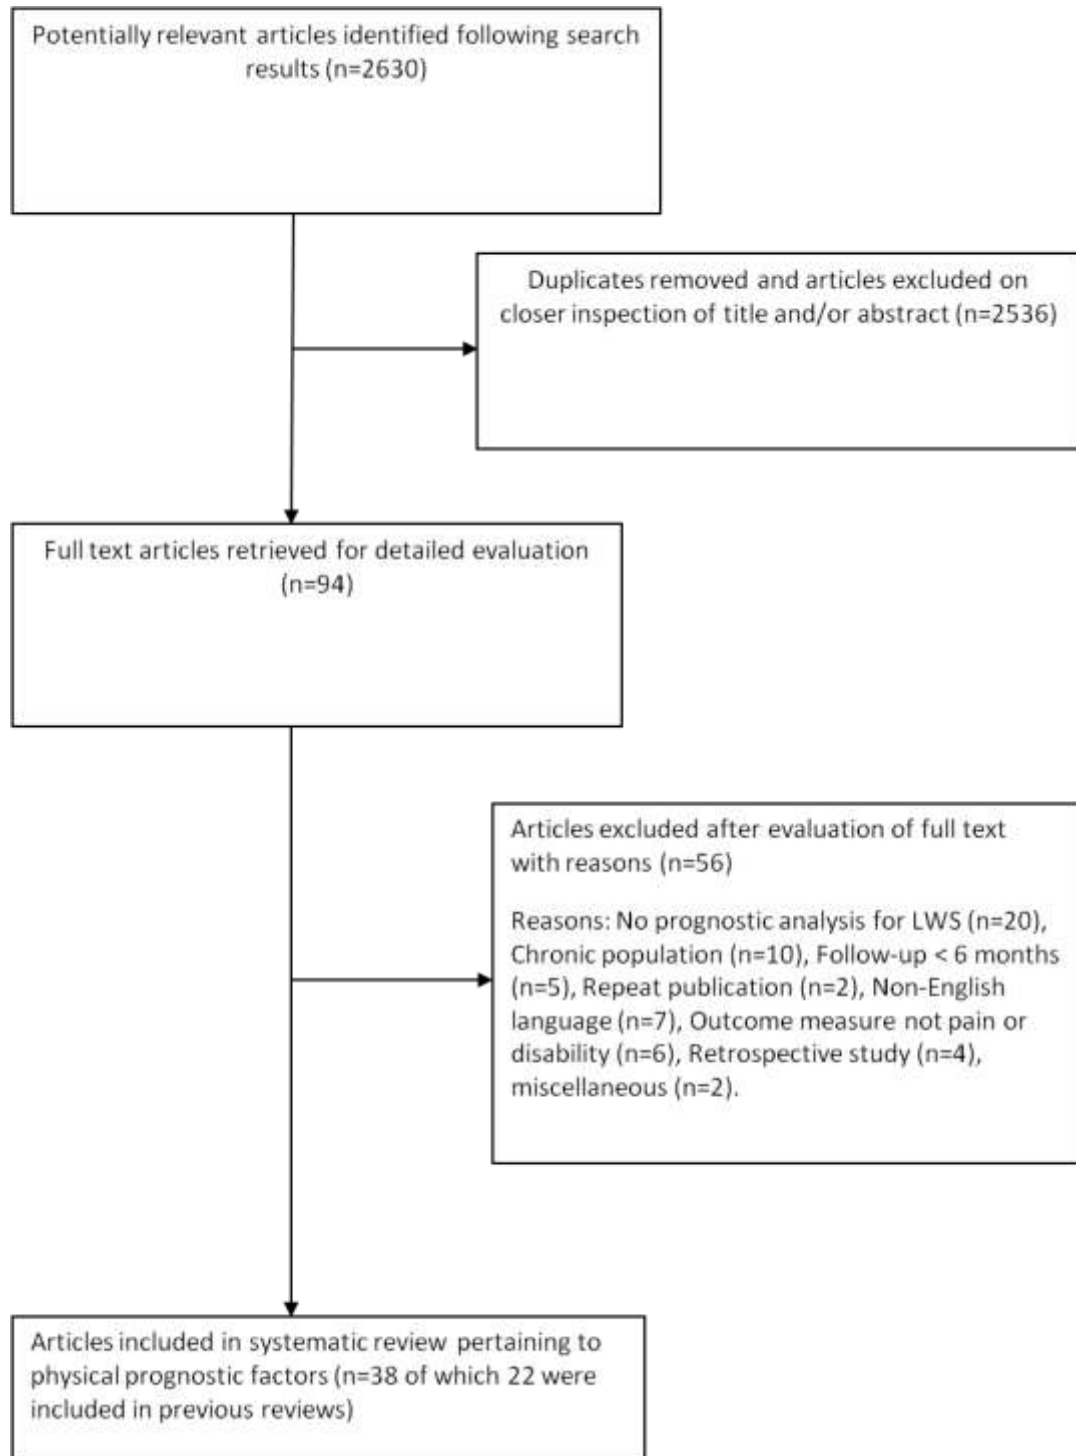 Potentially relevant articles identified following search
results (n=2630)
Duplicates removed and articles excluded on
closer inspection of title and/or abstract (n=2536)
Full text articles retrieved for detailed evaluation
(n=94)
Articles excluded after evaluation of full text
with reasons (n=56)
Reasons: No prognostic analysis for LWS (n=20),
Chronic population (n=10), Follow-up < 6 months
(n=5), Repeat publication (n=2), Non-English
language (n=7), Outcome measure not pain or
disability (n=6), Retrospective study (n=4),
miscellaneous (n=2).
Articles included in systematic review pertaining to
physical prognostic factors (n=38 of which 22 were
included in previous reviews)